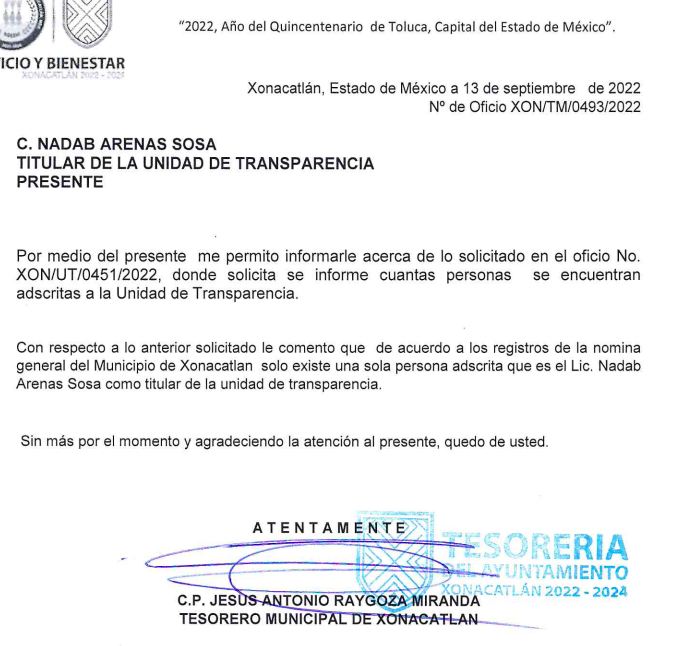 "2022, Año del Quincentenario de Toluca, Capital del Estado de México".
ICIO Y BIENESTAR
XONACATLÁN 2022 - 2024
Xonacatlán, Estado de México a 13 de septiembre de 2022
Nº de Oficio XON/TM/0493/2022
C. NADAB ARENAS SOSA
TITULAR DE LA UNIDAD DE TRANSPARENCIA
PRESENTE
Por medio del presente me permito informarle acerca de lo solicitado en el oficio No.
XON/UT/0451/2022, donde solicita se informe cuantas personas se encuentran
adscritas a la Unidad de Transparencia.
Con respecto a lo anterior solicitado le comento que de acuerdo a los registros de la nomina
general del Municipio de Xonacatlan solo existe una sola persona adscrita que es el Lic. Nadab
Arenas Sosa como titular de la unidad de transparencia.
Sin más por el momento y agradeciendo la atención al presente, quedo de usted.
ATENTAMENTE
TESORERIA
DEL AYUNTAMIENTO
XONACATLÁN 2022 - 2024
C.P. JESUS ANTONIO RAYGOZA MIRANDA
TESORERO MUNICIPAL DE XONACATLAN